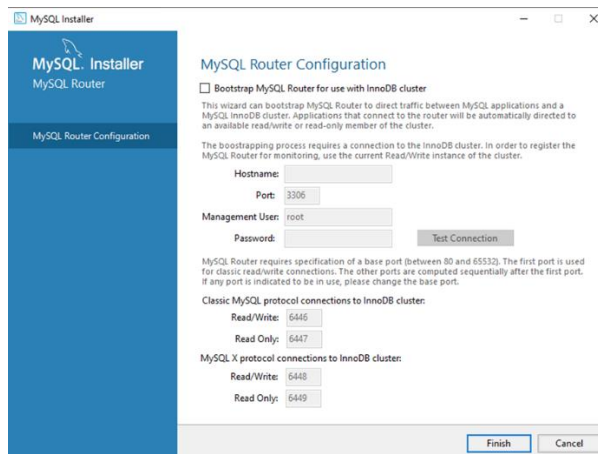 MySQL Installer
MySQL. Installer
MySQL Router
MySQL Router Configuration
MySQL Router Configuration
Bootstrap MySQL Router for use with InnoDB cluster
This wizard can bootstrap MySQL Router to direct traffic between MySQL applications and a
MySQL InnoDB cluster. Applications that connect to the router will be automatically directed to
an available read/write or read-only member of the cluster.
The boostrapping process requires a connection to the InnoDB cluster. In order to register the
MySQL Router for monitoring, use the current Read/Write instance of the cluster.
Hostname:
Port: 3306
Management User: root
Password: Test Connection
MySQL Router requires specification of a base port (between 80 and 65532). The first port is used
for classic read/write connections. The other ports are computed sequentially after the first port.
If any port is indicated to be in use, please change the base port.
Classic MySQL protocol connections to InnoDB cluster:
Read/Write: 6446
Read Only: 6447
MySQL X protocol connections to InnoDB cluster:
Read/Write: 6448
Read Only: 6449
Finish Cancel